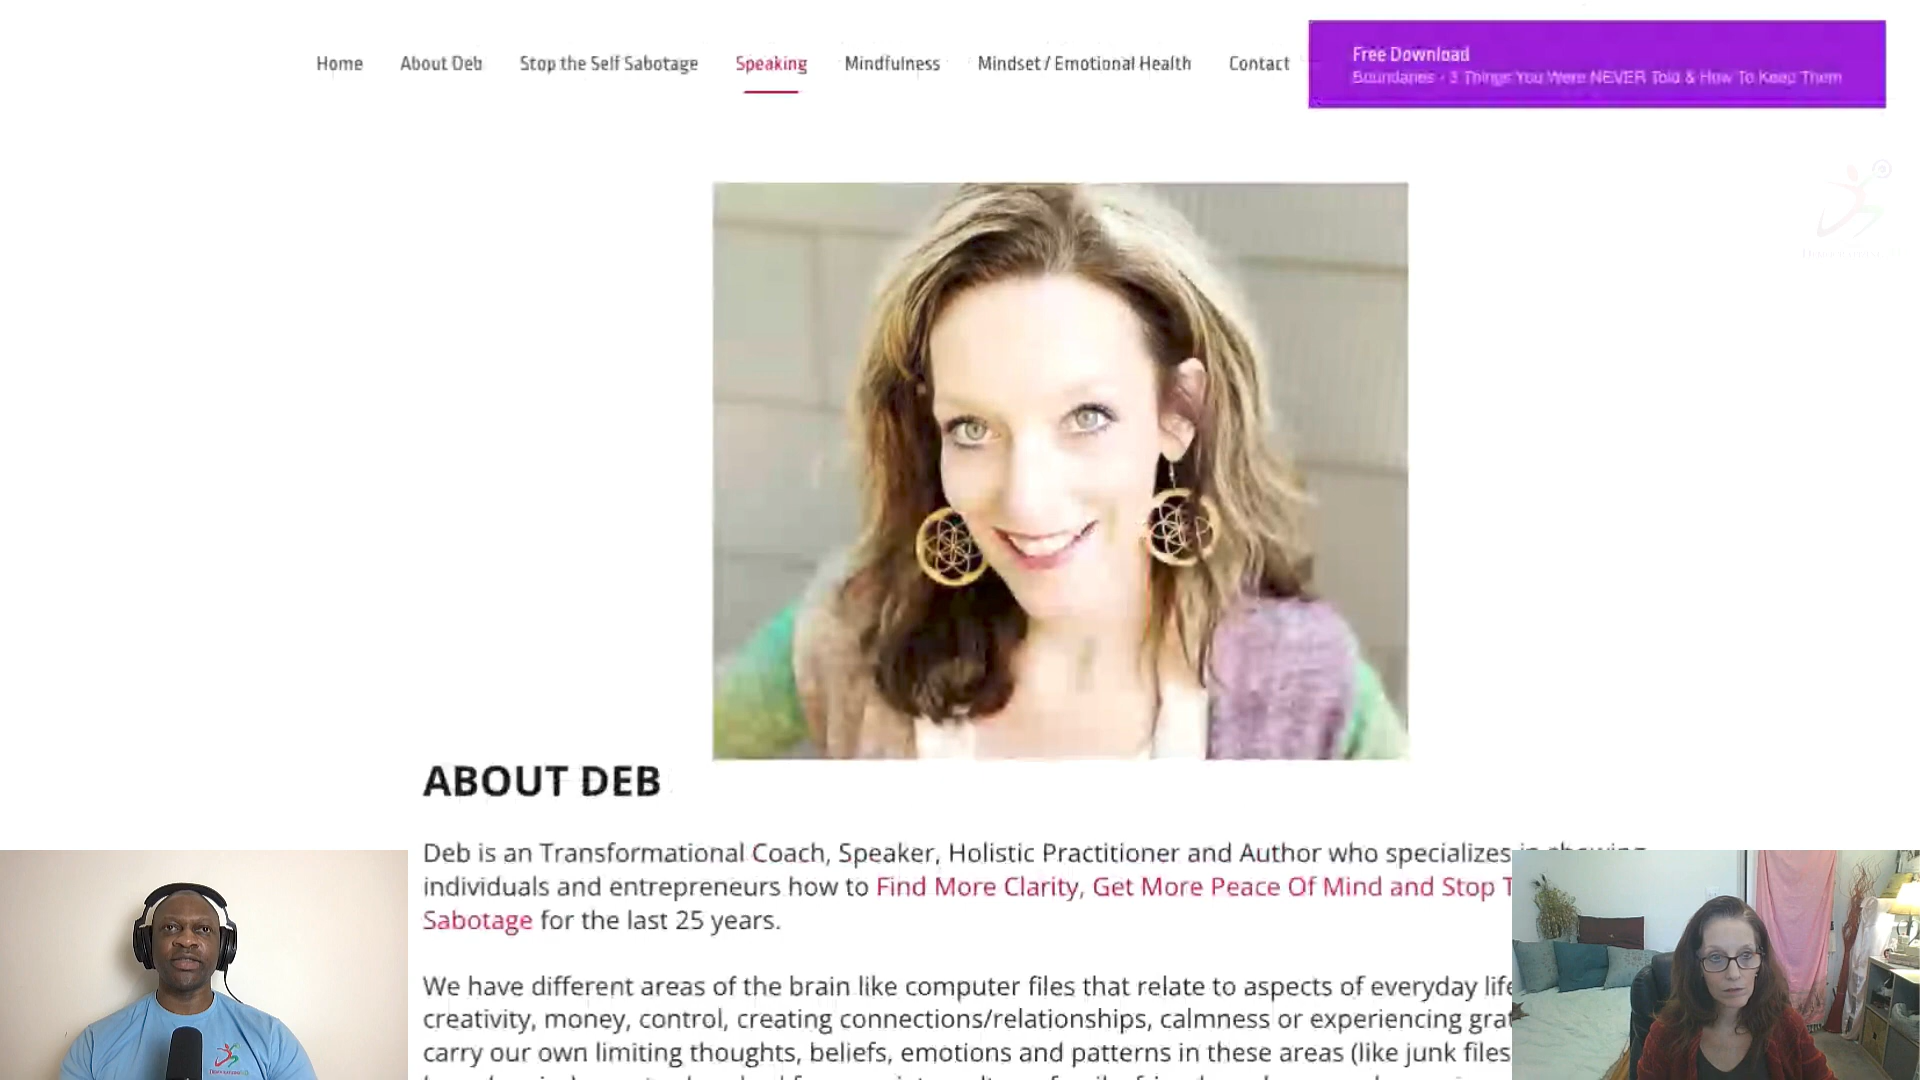 Home About Deb Stop the Self Sabotage Speaking Mindfulness Mindset / Emotional Health Contact
Free Download
Boundaries - 3 Things You Were NEVER Told & How To Keep Them
ABOUT DEB
Deb is an Transformational Coach, Speaker, Holistic Practitioner and Author who specializes in showing
individuals and entrepreneurs how to Find More Clarity, Get More Peace Of Mind and Stop
Sabotage for the last 25 years.
We have different areas of the brain like computer files that relate to aspects of everyday life
creativity, money, control, creating connections/relationships, calmness or experiencing
carry our own limiting thoughts, beliefs, emotions and patterns in these areas (like junk files